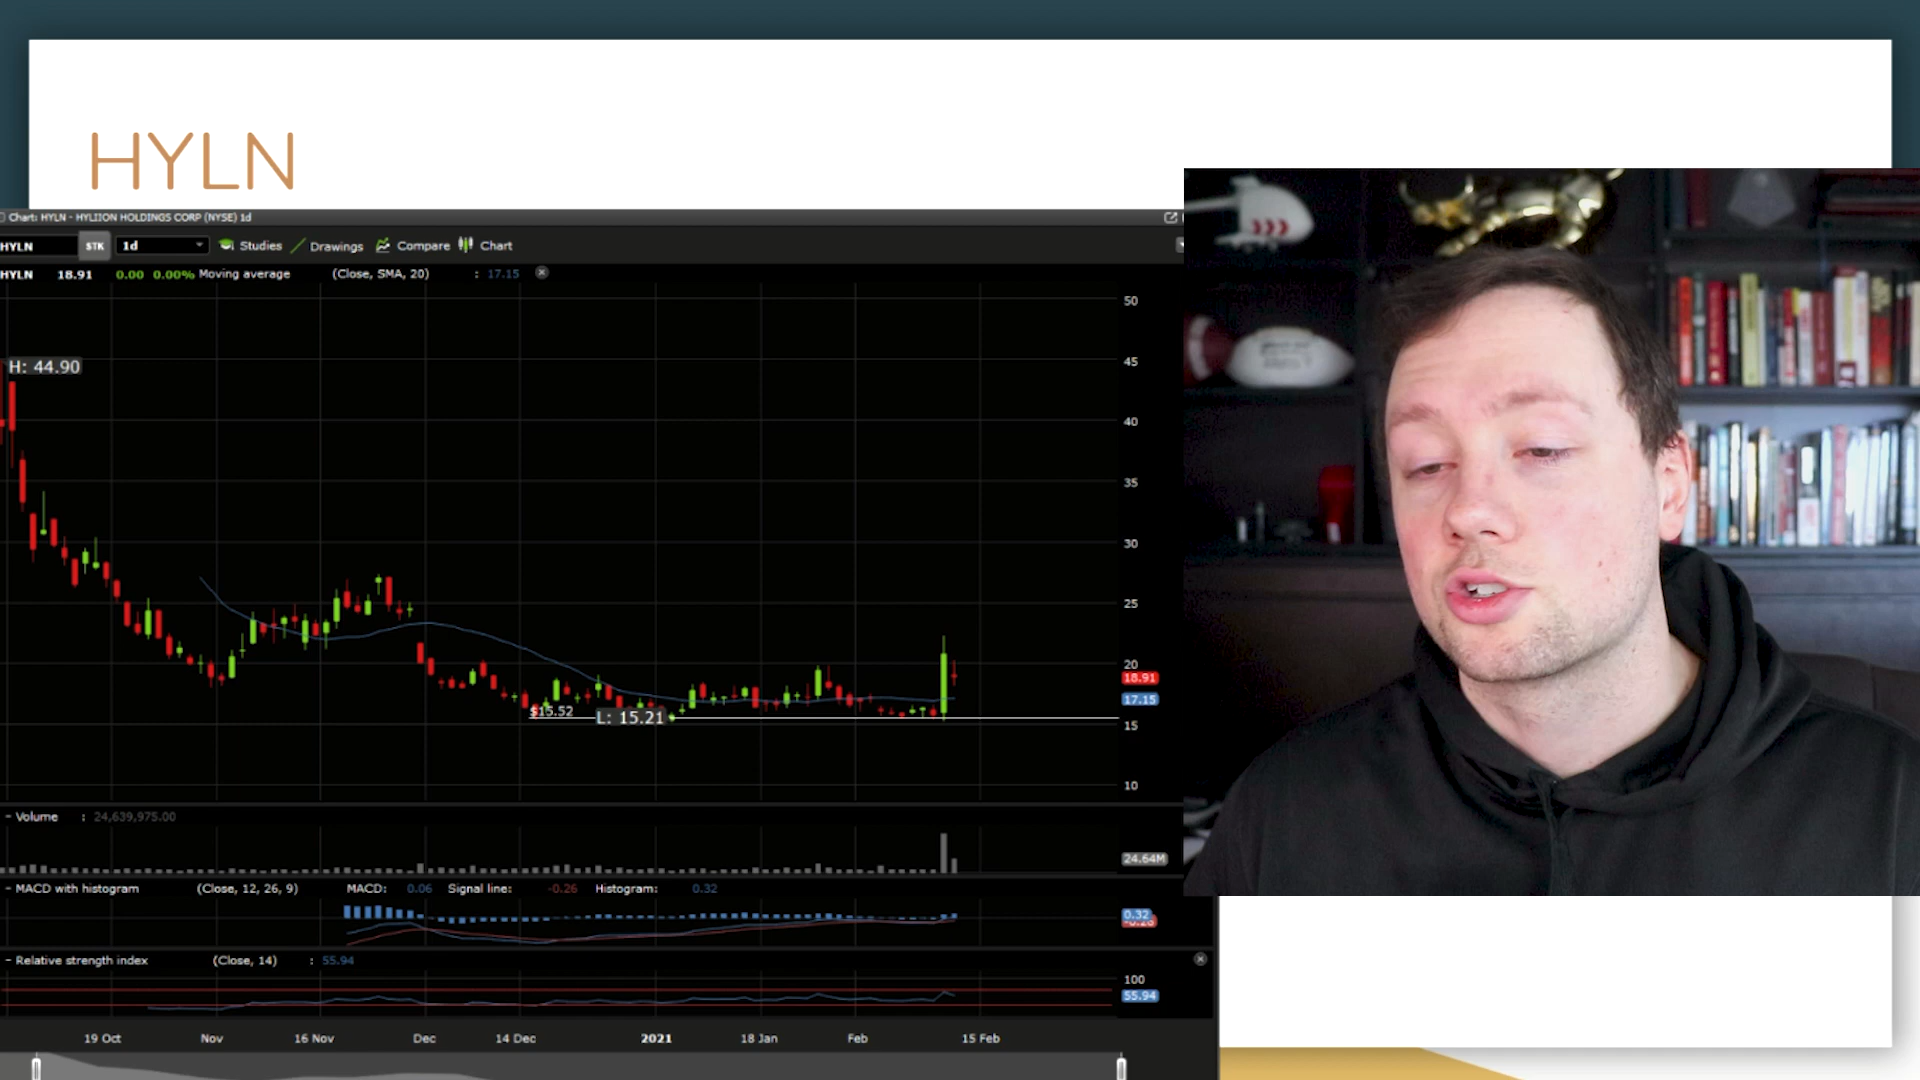 HYLN
Chart: HYLN - HYLIION HOLDINGS CORP (NYSE) 1d
HYLN STK 1d Studies Drawings Compare Chart
HYLN 18.91 0.00 0.00% Moving average (Close, SMA, 20) : 17.15
50
H: 44.90
45
40
35
30
25
20
18.91
17.15
$15.52
L: 15.21
15
10
- Volume : 24,639,975.00
24.64M
- MACD with histogram (Close, 12, 26, 9) MACD: 0.06 Signal line: -0.26 Histogram: 0.32
0.32
-0.26
- Relative strength index (Close, 14) : 55.94
100
55.94
19 Oct Nov 16 Nov Dec 14 Dec 2021 18 Jan Feb 15 Feb